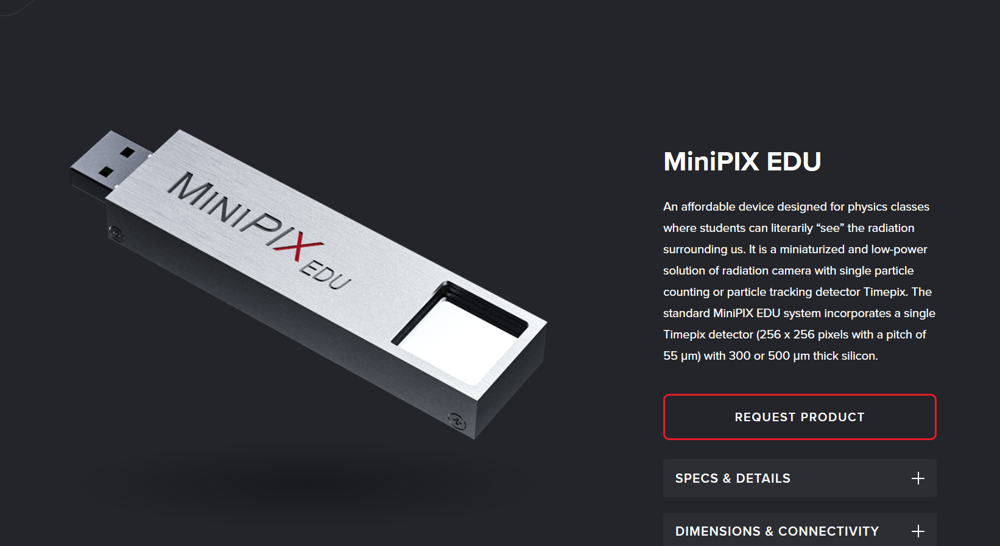 MINIPIX
EDU
MiniPIX EDU
An affordable device designed for physics classes
where students can literarily “see” the radiation
surrounding us. It is a miniaturized and low-power
solution of radiation camera with single particle
counting or particle tracking detector Timepix. The
standard MiniPIX EDU system incorporates a single
Timepix detector (256 x 256 pixels with a pitch of
55 μm) with 300 or 500 μm thick silicon.
REQUEST PRODUCT
SPECS & DETAILS
DIMENSIONS & CONNECTIVITY